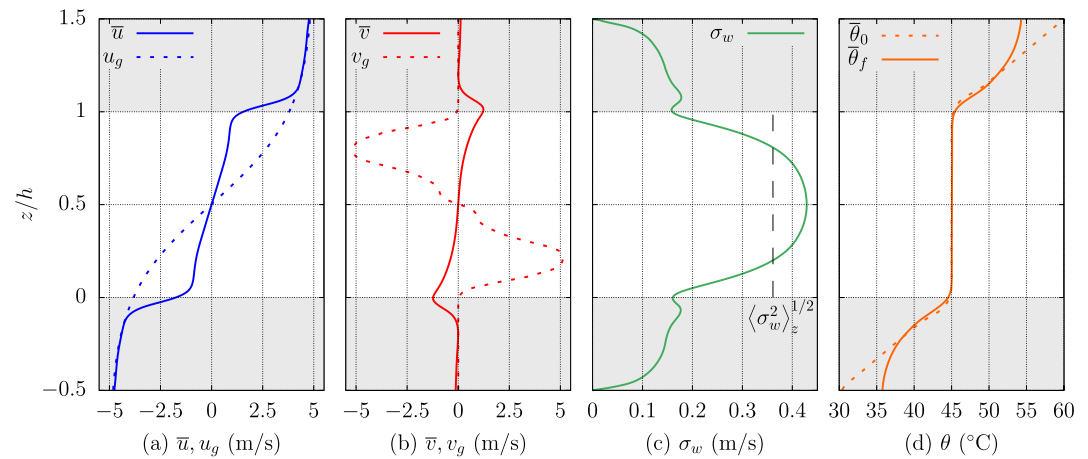 1.5
1
0.5
0
−0.5
z/h
u̅
u_g
v̅
v_g
σ_w
θ̅_0
θ̅_f
⟨σ_w^2⟩_z^{1/2}
−5 −2.5 0 2.5 5
−5 −2.5 0 2.5 5
0 0.1 0.2 0.3 0.4
30 35 40 45 50 55 60
(a) u̅, u_g (m/s)
(b) v̅, v_g (m/s)
(c) σ_w (m/s)
(d) θ (°C)